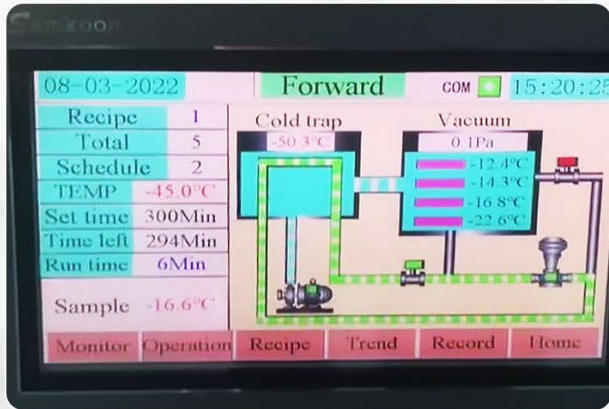 Samkoon
08-03-2022 Forward COM 15:20:25
Recipe 1
Total 5
Schedule 2
TEMP -45.0°C
Set time 300Min
Time left 294Min
Run time 6Min
Sample -16.6°C
Cold trap
-50.3°C
Vacuum
0.1Pa
-12.4°C
-14.3°C
-16.8°C
-22.6°C
Monitor Operation Recipe Trend Record Home